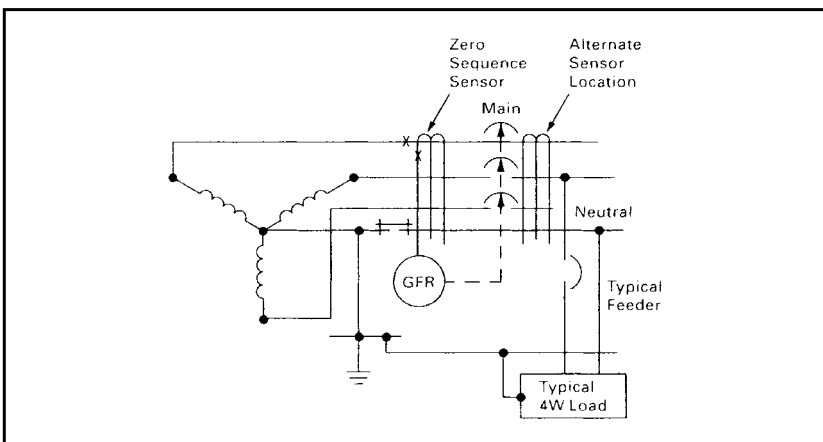 Zero
Sequence
Sensor
Alternate
Sensor
Location
Main
Neutral
GFR
Typical
Feeder
Typical
4W Load